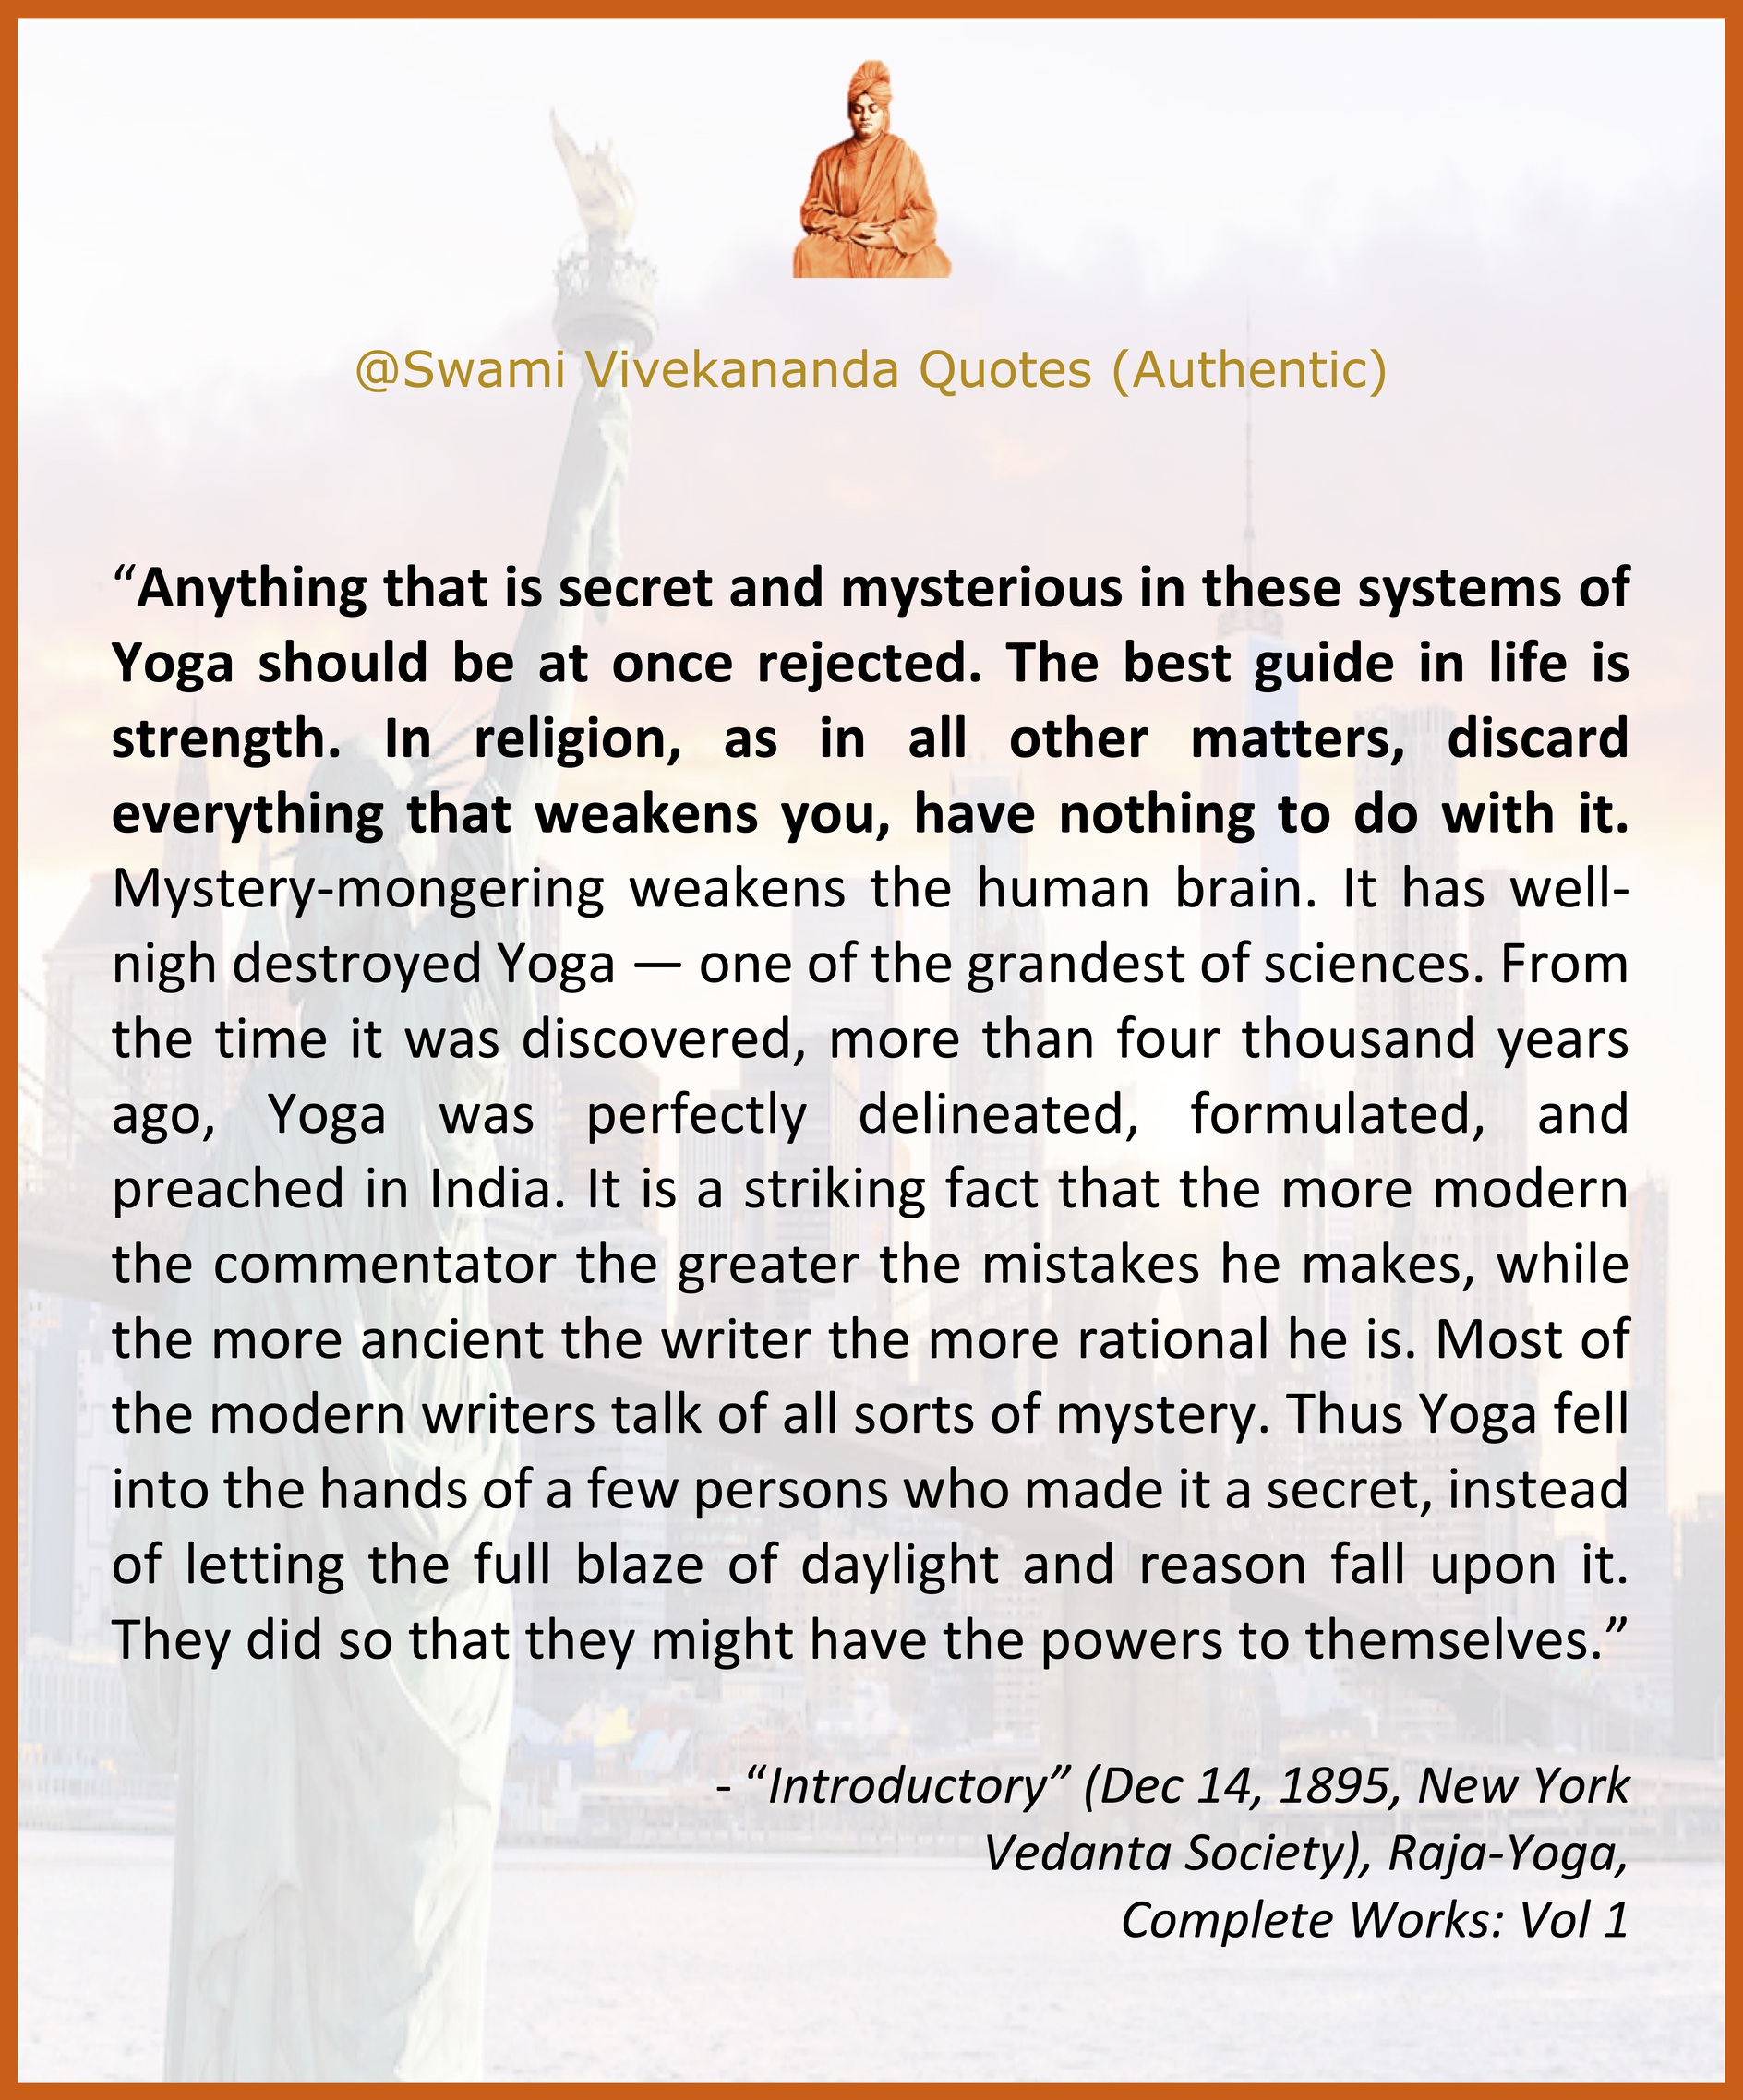 @Swami Vivekananda Quotes (Authentic)
“Anything that is secret and mysterious in these systems of
Yoga should be at once rejected. The best guide in life is
strength. In religion, as in all other matters, discard
everything that weakens you, have nothing to do with it.
Mystery-mongering weakens the human brain. It has well-
nigh destroyed Yoga — one of the grandest of sciences. From
the time it was discovered, more than four thousand years
ago, Yoga was perfectly delineated, formulated, and
preached in India. It is a striking fact that the more modern
the commentator the greater the mistakes he makes, while
the more ancient the writer the more rational he is. Most of
the modern writers talk of all sorts of mystery. Thus Yoga fell
into the hands of a few persons who made it a secret, instead
of letting the full blaze of daylight and reason fall upon it.
They did so that they might have the powers to themselves.”
- “Introductory” (Dec 14, 1895, New York
Vedanta Society), Raja-Yoga,
Complete Works: Vol 1